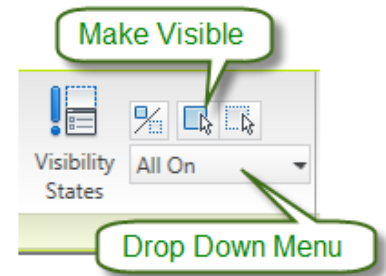 Make Visible
Visibility
States
All On
Drop Down Menu